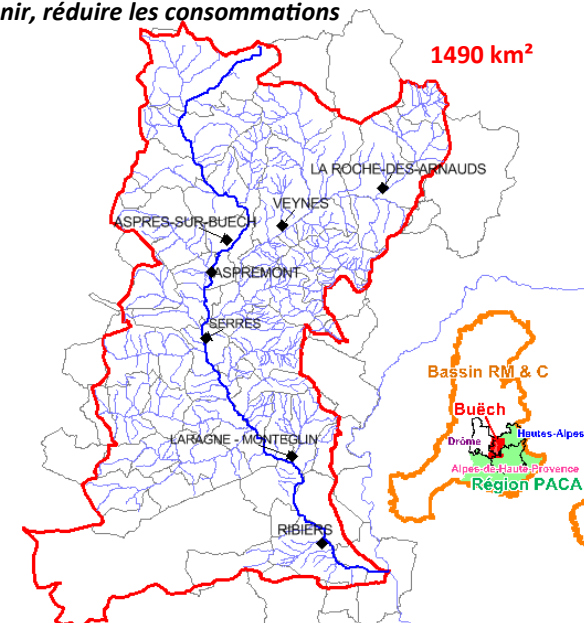 nir, réduire les consommations
1490 km²
LA ROCHE-DES-ARNAUDS
VEYNES
ASPRES-SUR-BUECH
ASPREMONT
SERRES
Bassin RM & C
Buëch
Hautes-Alpes
Drôme
LARAGNE - MONTEGLIN
Alpes-de-Haute-Provence
Région PACA
RIBIERS